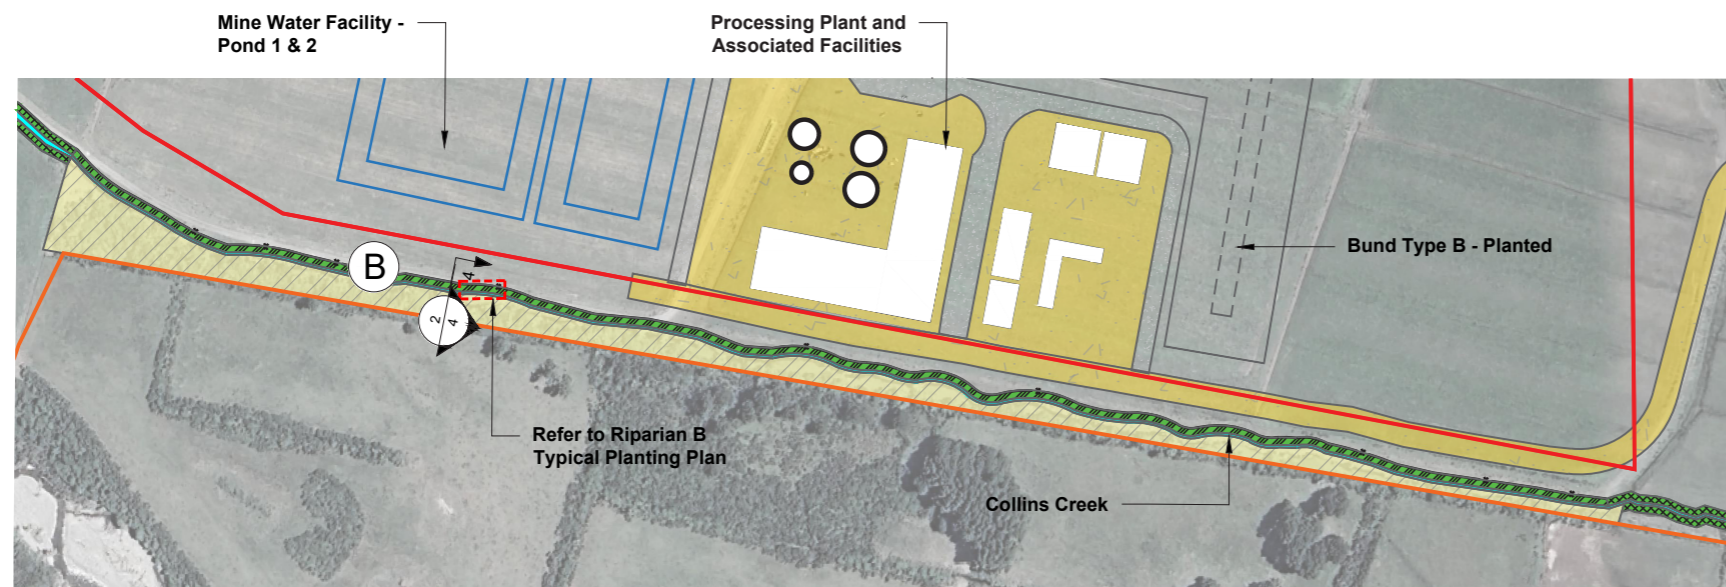 Mine Water Facility -
Pond 1 & 2
Processing Plant and
Associated Facilities
Bund Type B - Planted
B
4
2
4
Refer to Riparian B
Typical Planting Plan
Collins Creek